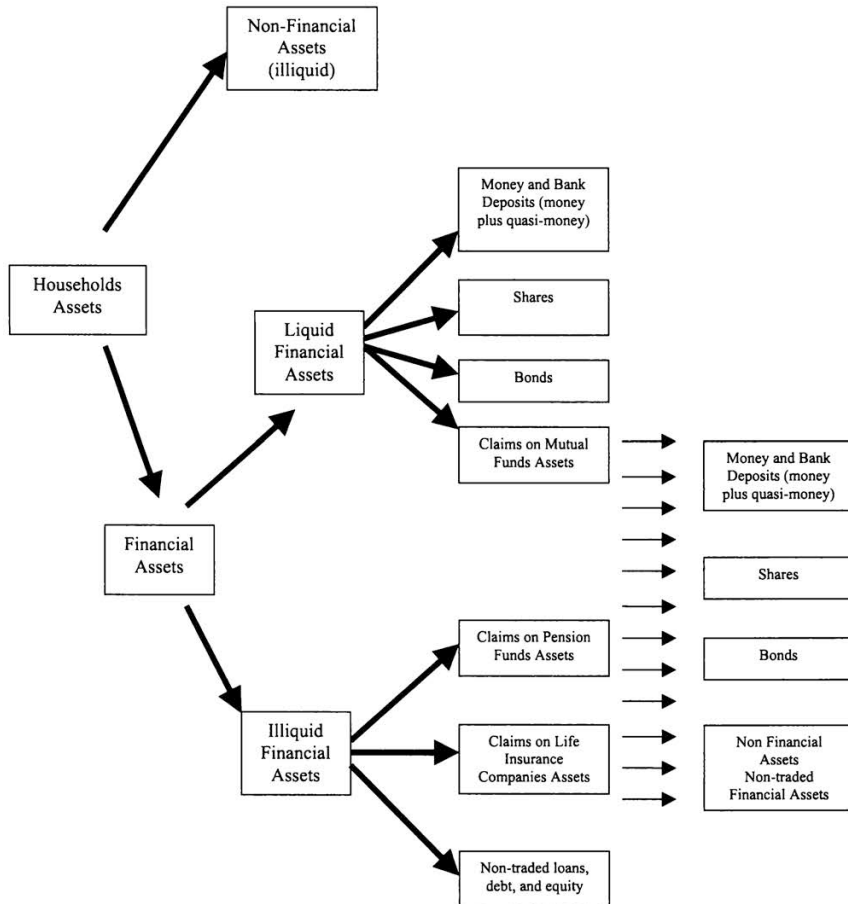 Non-Financial
Assets
(illiquid)
Money and Bank
Deposits (money
plus quasi-money)
Households
Assets
Shares
Liquid
Financial
Assets
Bonds
Claims on Mutual
Funds Assets
Money and Bank
Deposits (money
plus quasi-money)
Financial
Assets
Shares
Claims on Pension
Funds Assets
Bonds
Illiquid
Financial
Assets
Claims on Life
Insurance
Companies Assets
Non Financial
Assets
Non-traded
Financial Assets
Non-traded loans,
debt, and equity